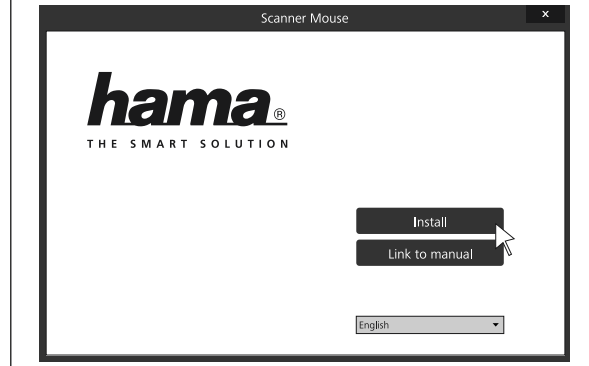 Scanner Mouse
x
hama®
THE SMART SOLUTION
Install
Link to manual
English